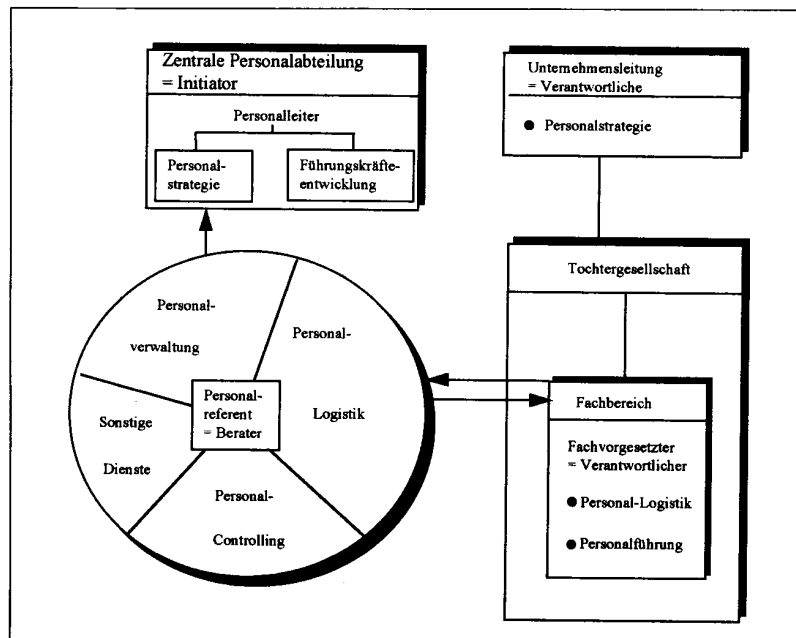 Zentrale Personalabteilung
= Initiator
Personalleiter
Personal-
strategie
Führungskräfte-
entwicklung
Unternehmensleitung
= Verantwortliche
● Personalstrategie
Tochtergesellschaft
Personal-
verwaltung
Personal-
Logistik
Personal-
referent
= Berater
Sonstige
Dienste
Personal-
Controlling
Fachbereich
Fachvorgesetzter
= Verantwortlicher
● Personal-Logistik
● Personalführung